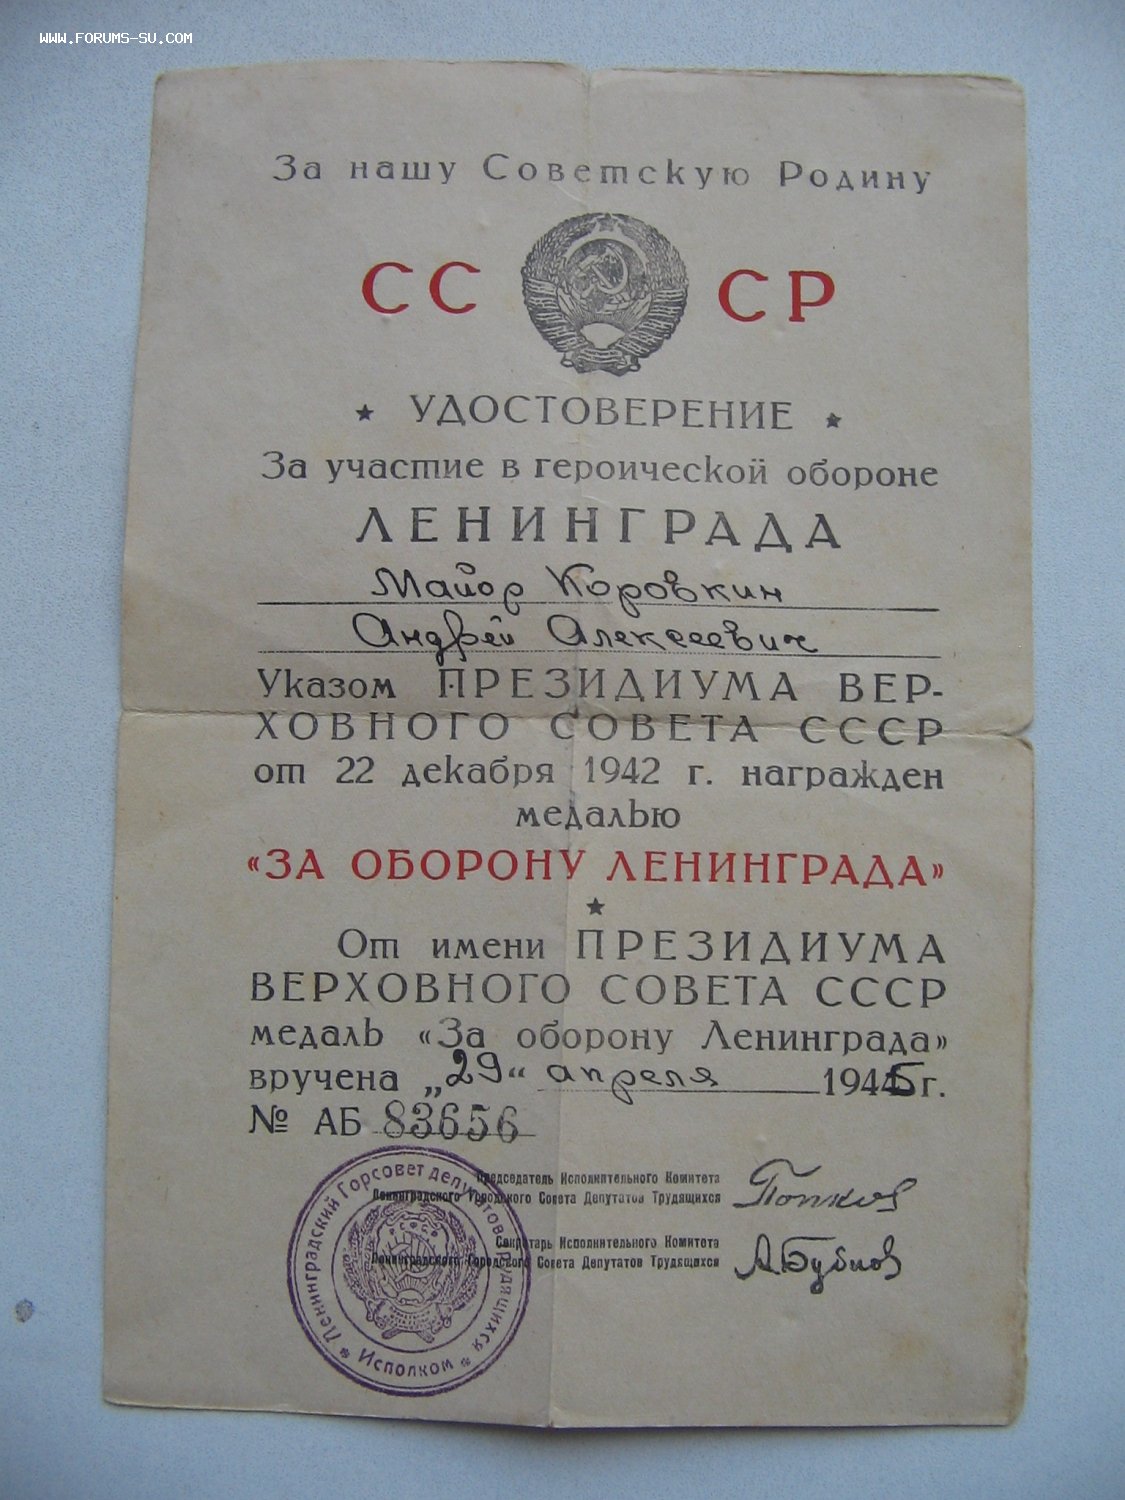 WWW.FORUMS-SU.COM
За нашу Советскую Родину
СС СР
★ УДОСТОВЕРЕНИЕ ★
За участие в героической обороне
ЛЕНИНГРАДА
Майор Коровкин
Андрей Алексеевич
Указом ПРЕЗИДИУМА ВЕР-
ХОВНОГО СОВЕТА СССР
от 22 декабря 1942 г. награжден
медалью
«ЗА ОБОРОНУ ЛЕНИНГРАДА»
★
От имени ПРЕЗИДИУМА
ВЕРХОВНОГО СОВЕТА СССР
медаль «За оборону Ленинграда»
вручена „29“ апреля 1945 г.
№ АБ 83656
Председатель Исполнительного Комитета
Ленинградского Городского Совета Депутатов Трудящихся
Попков
Секретарь Исполнительного Комитета
Ленинградского Городского Совета Депутатов Трудящихся
А. Бубнов
Ленинградский Горсовет депутатов трудящихся
* Исполком *
РСФСР